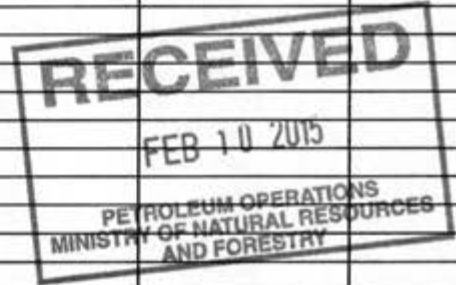 RECEIVED
FEB 10 2015
PETROLEUM OPERATIONS
MINISTRY OF NATURAL RESOURCES
AND FORESTRY